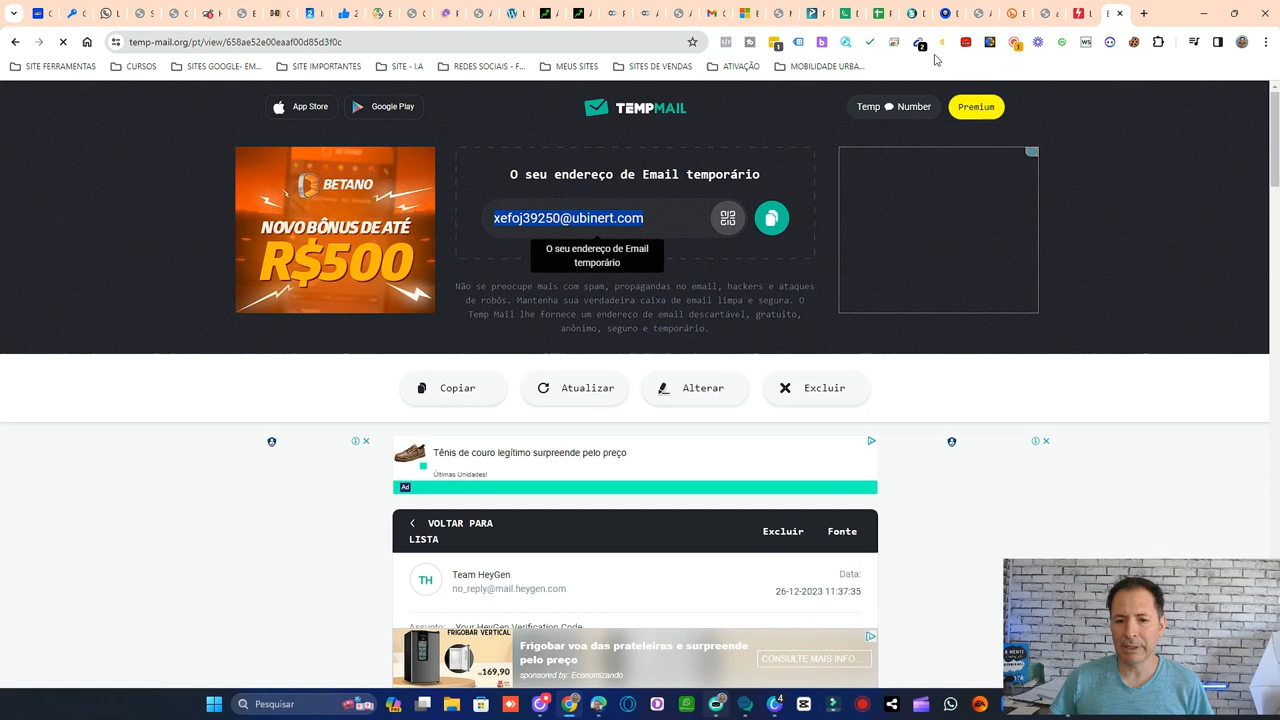 temp-mail.org/pt/view/658ae52e00eaaf00d85d3f0c
SITE FERRAMENTAS
CURSOS
SITES GOOGLE- EM...
SITE IMPORTANTES
SITE - I.A
REDES SOCIAIS - F...
MEUS SITES
SITES DE VENDAS
ATIVAÇÃO
MOBILIDADE URBA...
App Store
Google Play
TEMPMAIL
Temp Number
Premium
BETANO
NOVO BÔNUS DE ATÉ
R$500
O seu endereço de Email temporário
xefoj39250@ubinert.com
O seu endereço de Email
temporário
Não se preocupe mais com spam, propagandas no email, hackers e ataques
de robôs. Mantenha sua verdadeira caixa de email limpa e segura. O
Temp Mail lhe fornece um endereço de email descartável, gratuito,
anônimo, seguro e temporário.
Copiar
Atualizar
Alterar
Excluir
Tênis de couro legítimo surpreende pelo preço
Últimas Unidades!
Ad
VOLTAR PARA
LISTA
Excluir
Fonte
TH
Team HeyGen
no_reply@mail.heygen.com
Data:
26-12-2023 11:37:35
Assunto: Your HeyGen Verification Code
FRIGOBAR VERTICAL
169,90
Frigobar voa das prateleiras e surpreende
pelo preço
sponsored by: Economizando
CONSULTE MAIS INFO
Pesquisar